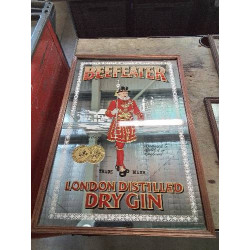 BEEFEATER
TRADE MARK
LONDON DISTILLED
DRY GIN